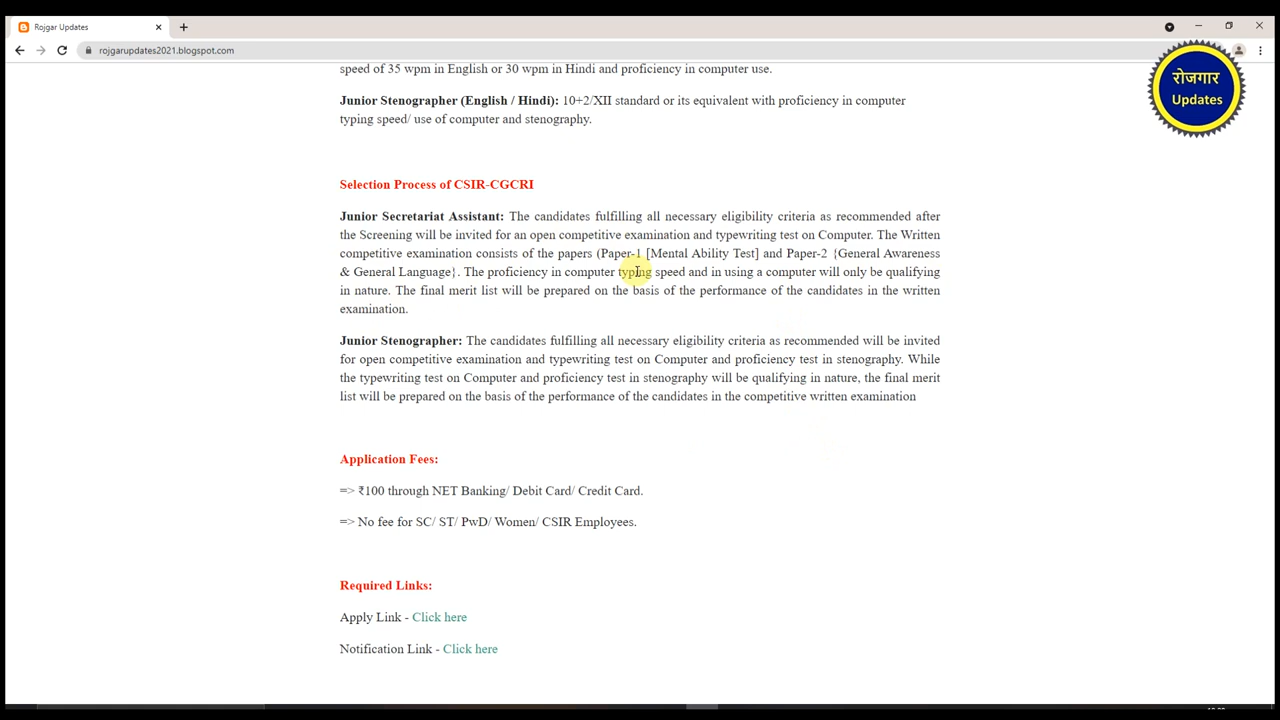 Rojgar Updates
rojgarupdates2021.blogspot.com
रोजगार
Updates
speed of 35 wpm in English or 30 wpm in Hindi and proficiency in computer use.
Junior Stenographer (English / Hindi): 10+2/XII standard or its equivalent with proficiency in computer
typing speed/ use of computer and stenography.
Selection Process of CSIR-CGCRI
Junior Secretariat Assistant: The candidates fulfilling all necessary eligibility criteria as recommended after
the Screening will be invited for an open competitive examination and typewriting test on Computer. The Written
competitive examination consists of the papers (Paper-1 [Mental Ability Test] and Paper-2 {General Awareness
& General Language}. The proficiency in computer typing speed and in using a computer will only be qualifying
in nature. The final merit list will be prepared on the basis of the performance of the candidates in the written
examination.
Junior Stenographer: The candidates fulfilling all necessary eligibility criteria as recommended will be invited
for open competitive examination and typewriting test on Computer and proficiency test in stenography. While
the typewriting test on Computer and proficiency test in stenography will be qualifying in nature, the final merit
list will be prepared on the basis of the performance of the candidates in the competitive written examination
Application Fees:
=> ₹100 through NET Banking/ Debit Card/ Credit Card.
=> No fee for SC/ ST/ PwD/ Women/ CSIR Employees.
Required Links:
Apply Link - Click here
Notification Link - Click here